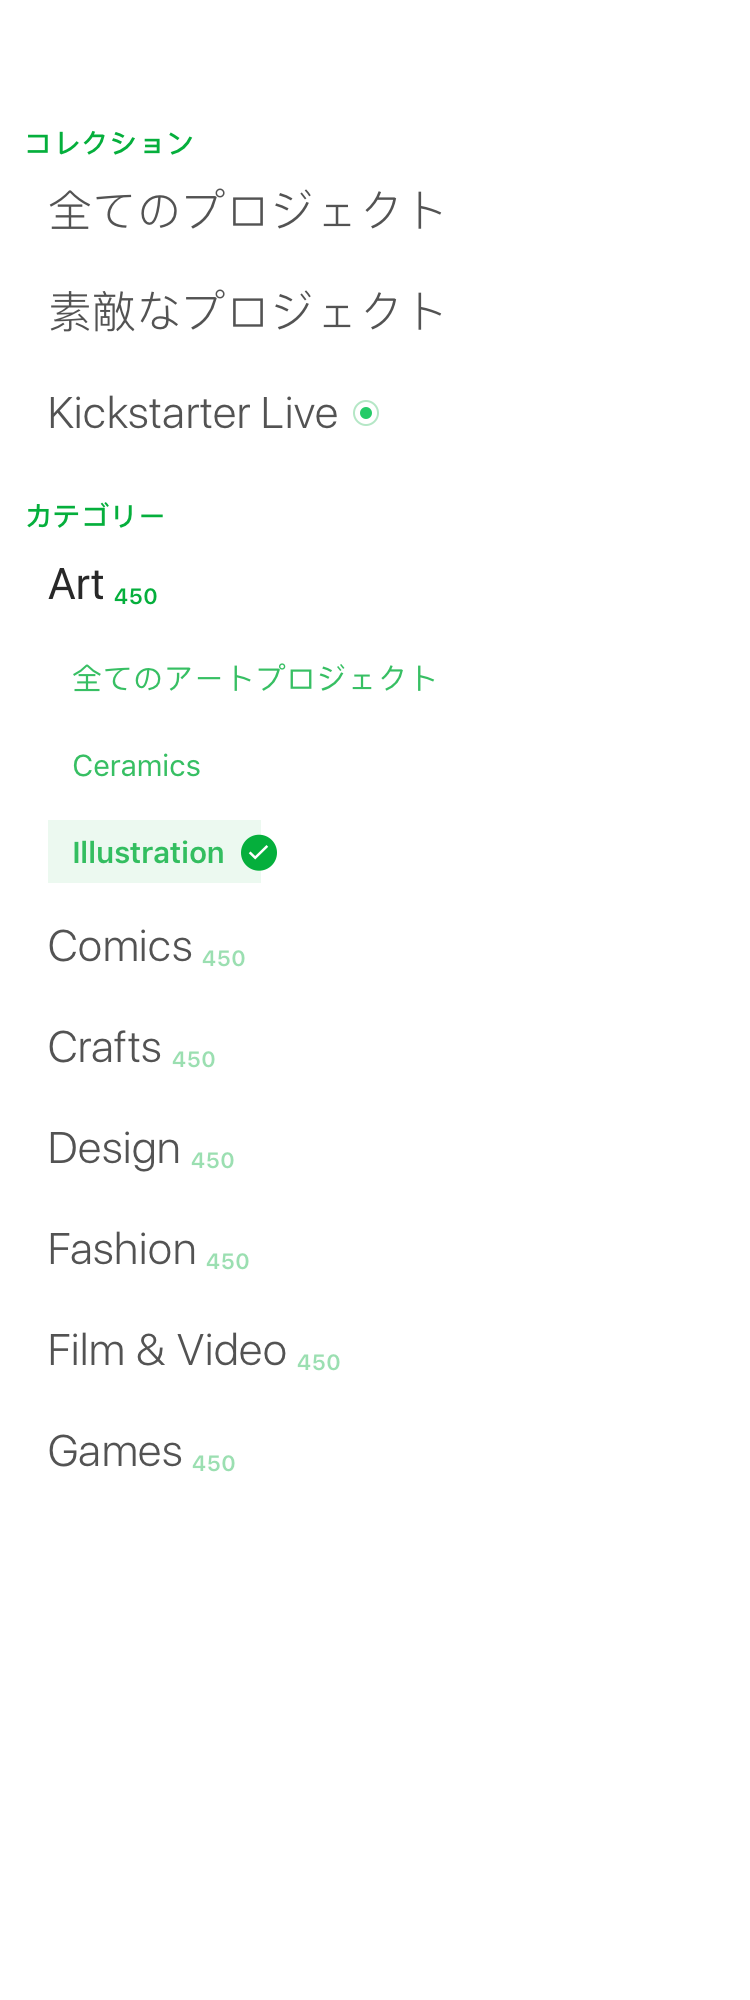 コレクション
全てのプロジェクト
素敵なプロジェクト
Kickstarter Live
カテゴリー
Art 450
全てのアートプロジェクト
Ceramics
Illustration
Comics 450
Crafts 450
Design 450
Fashion 450
Film & Video 450
Games 450